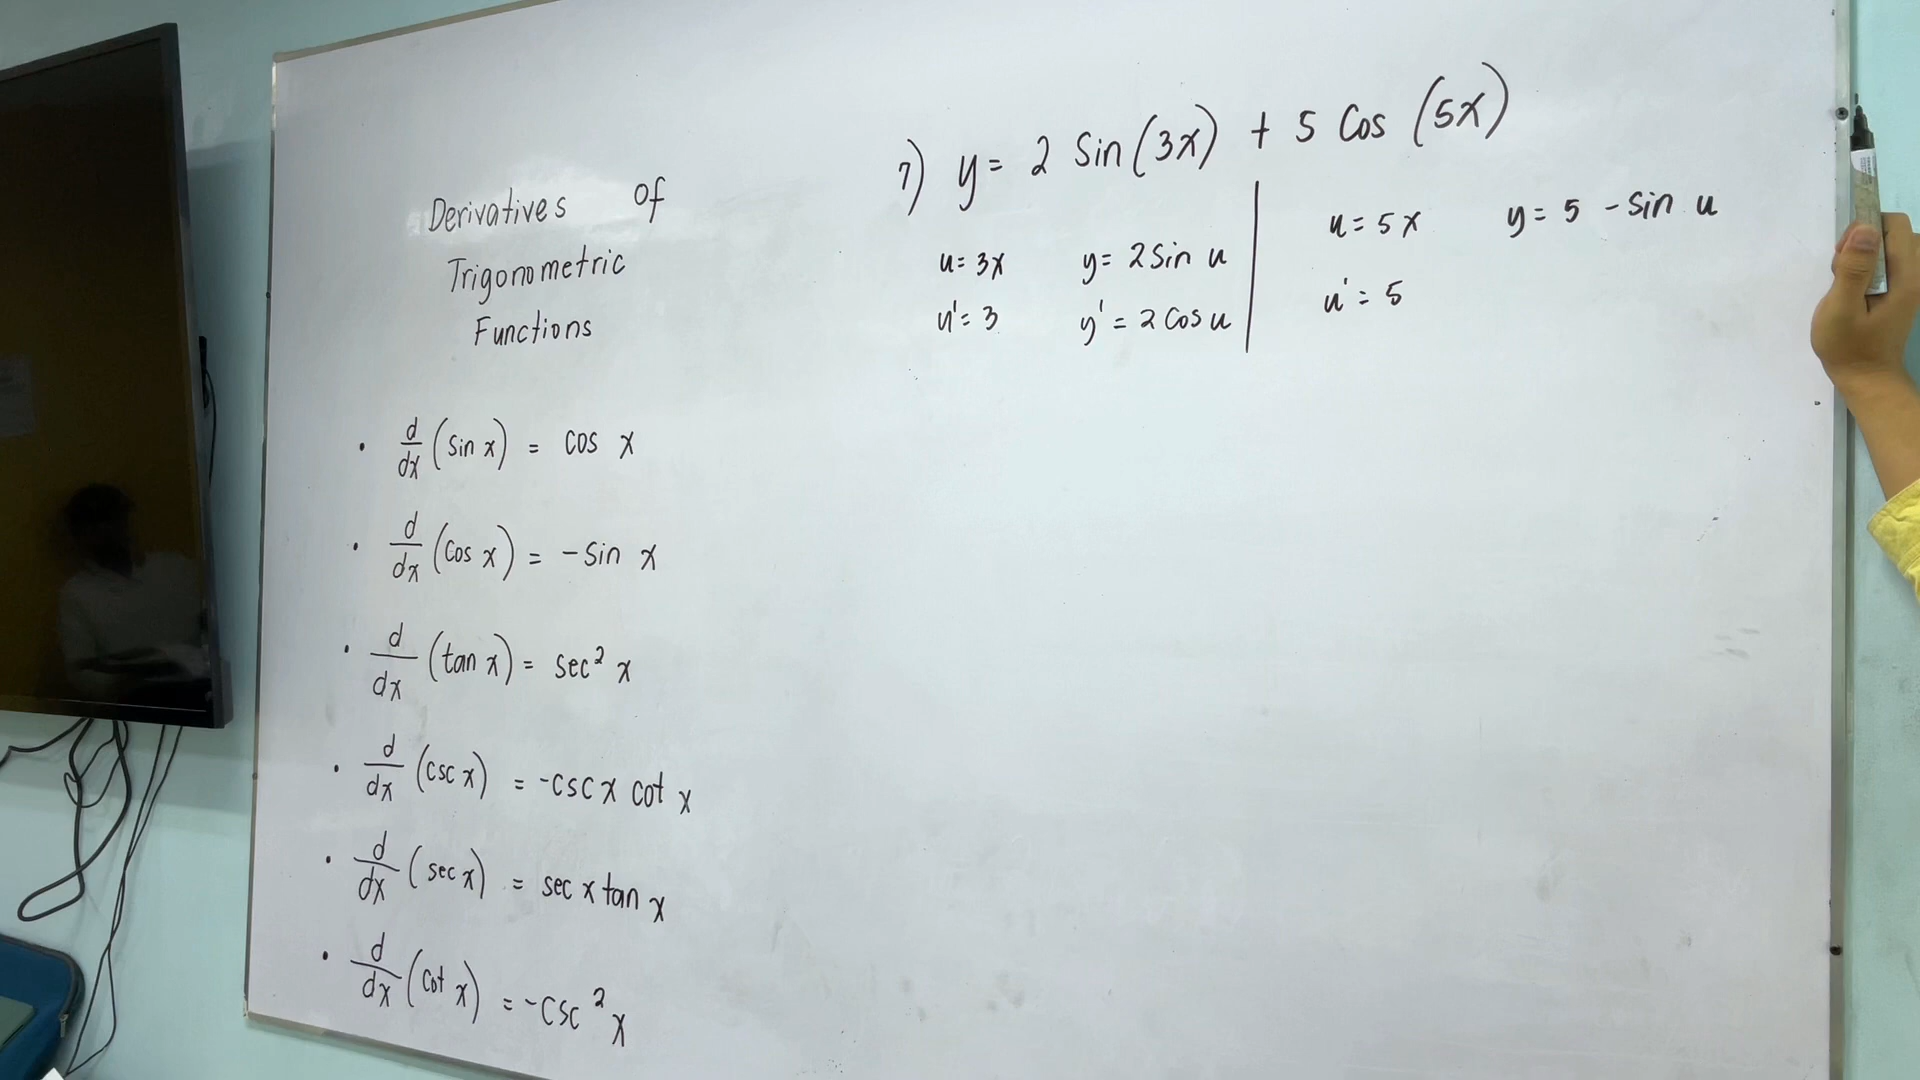 Derivatives of
Trigonometric
Functions
• d/dx (sin x) = cos x
• d/dx (cos x) = -sin x
• d/dx (tan x) = sec² x
• d/dx (csc x) = -csc x cot x
• d/dx (sec x) = sec x tan x
• d/dx (cot x) = -csc² x
7) y = 2 sin (3x) + 5 cos (5x)
u = 3x y = 2 sin u
u' = 3 y' = 2 cos u
u = 5x y = 5 - sin u
u' = 5